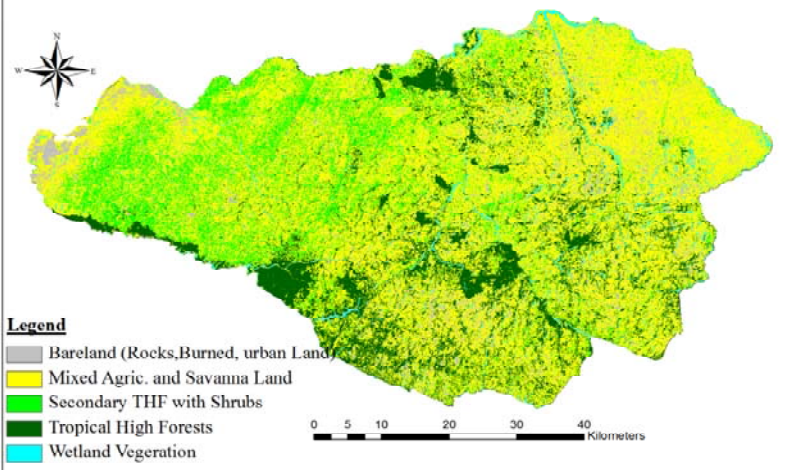 N
W E
S
Legend
Bareland (Rocks,Burned, urban Land)
Mixed Agric. and Savanna Land
Secondary THF with Shrubs
Tropical High Forests
Wetland Vegeration
0 5 10 20 30 40
Kilometers